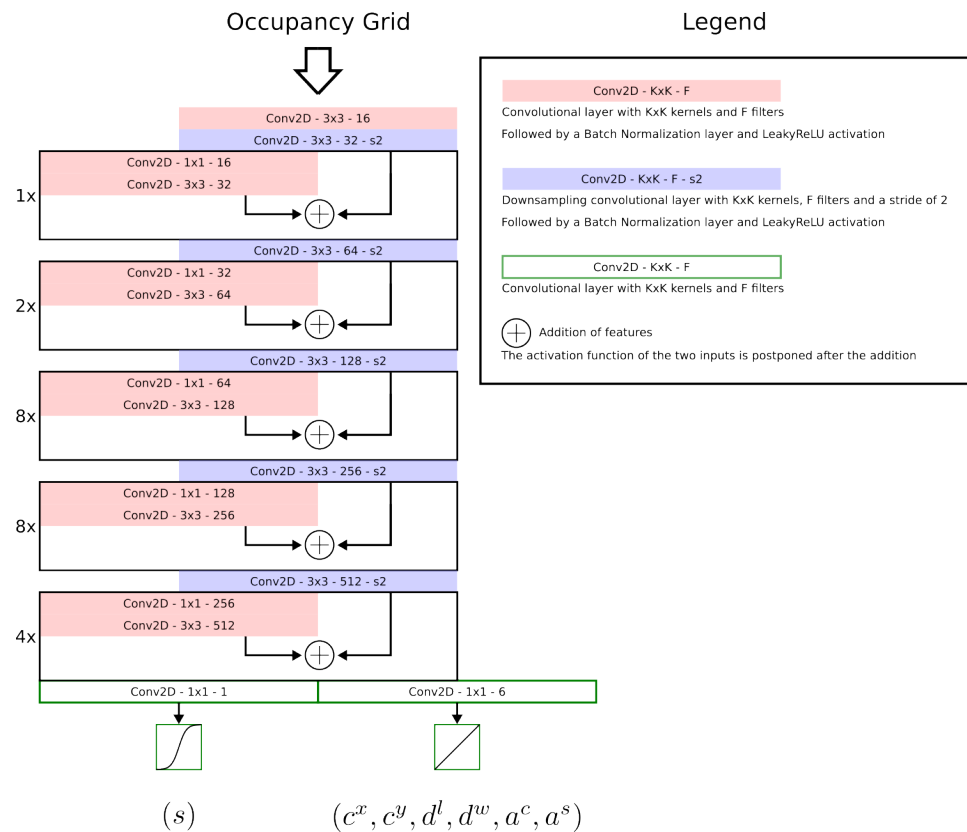 Occupancy Grid
Conv2D - 3x3 - 16
Conv2D - 3x3 - 32 - s2
1x
Conv2D - 1x1 - 16
Conv2D - 3x3 - 32
Conv2D - 3x3 - 64 - s2
2x
Conv2D - 1x1 - 32
Conv2D - 3x3 - 64
Conv2D - 3x3 - 128 - s2
8x
Conv2D - 1x1 - 64
Conv2D - 3x3 - 128
Conv2D - 3x3 - 256 - s2
8x
Conv2D - 1x1 - 128
Conv2D - 3x3 - 256
Conv2D - 3x3 - 512 - s2
4x
Conv2D - 1x1 - 256
Conv2D - 3x3 - 512
Conv2D - 1x1 - 1
Conv2D - 1x1 - 6
(s)
(c^x, c^y, d^l, d^w, a^c, a^s)
Legend
Conv2D - KxK - F
Convolutional layer with KxK kernels and F filters
Followed by a Batch Normalization layer and LeakyReLU activation
Conv2D - KxK - F - s2
Downsampling convolutional layer with KxK kernels, F filters and a stride of 2
Followed by a Batch Normalization layer and LeakyReLU activation
Conv2D - KxK - F
Convolutional layer with KxK kernels and F filters
Addition of features
The activation function of the two inputs is postponed after the addition